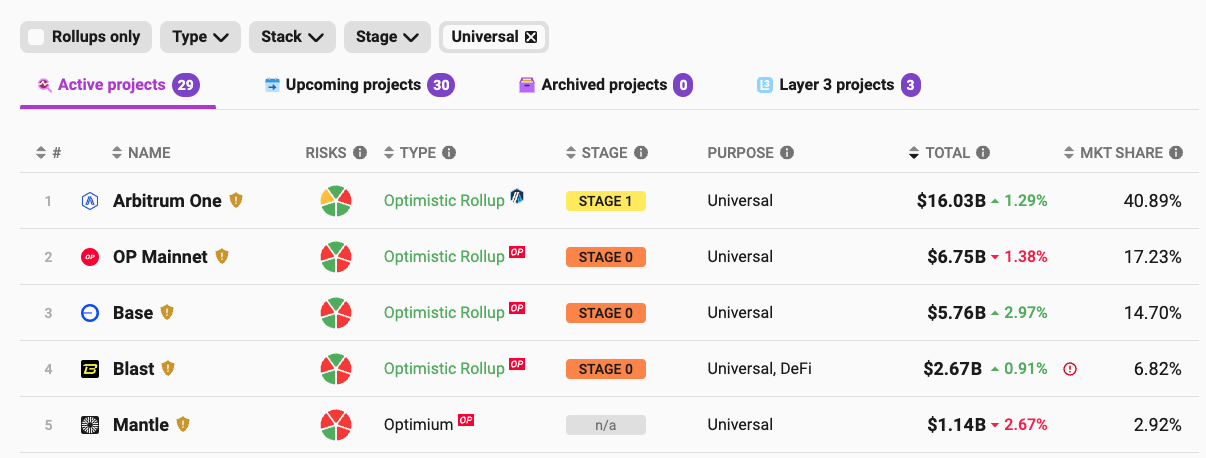 Rollups only Type Stack Stage Universal
Active projects 29 Upcoming projects 30 Archived projects 0 L3 Layer 3 projects 3
# NAME RISKS TYPE STAGE PURPOSE TOTAL MKT SHARE
1 Arbitrum One Optimistic Rollup STAGE 1 Universal $16.03B 1.29% 40.89%
2 OP OP Mainnet Optimistic Rollup OP STAGE 0 Universal $6.75B 1.38% 17.23%
3 Base Optimistic Rollup OP STAGE 0 Universal $5.76B 2.97% 14.70%
4 Blast Optimistic Rollup OP STAGE 0 Universal, DeFi $2.67B 0.91% 6.82%
5 Mantle Optimium OP n/a Universal $1.14B 2.67% 2.92%